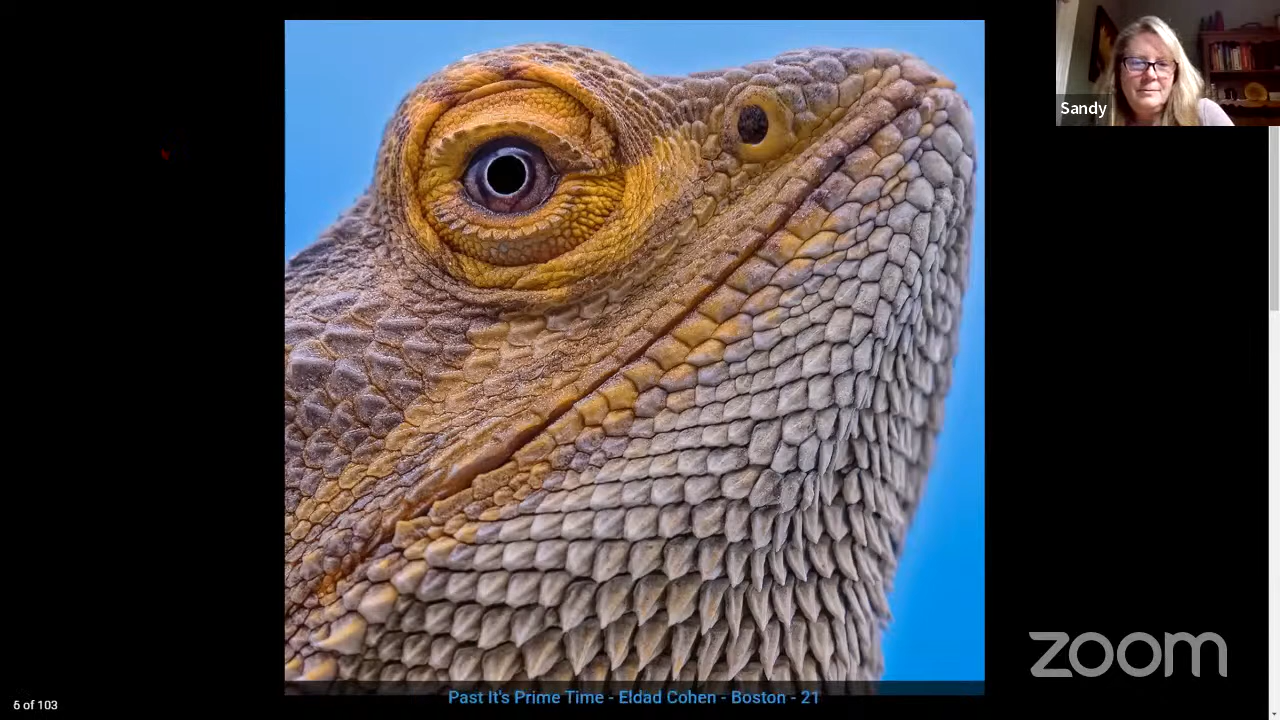 Sandy
zoom
Past It's Prime Time - Eldad Cohen - Boston - 21
6 of 103